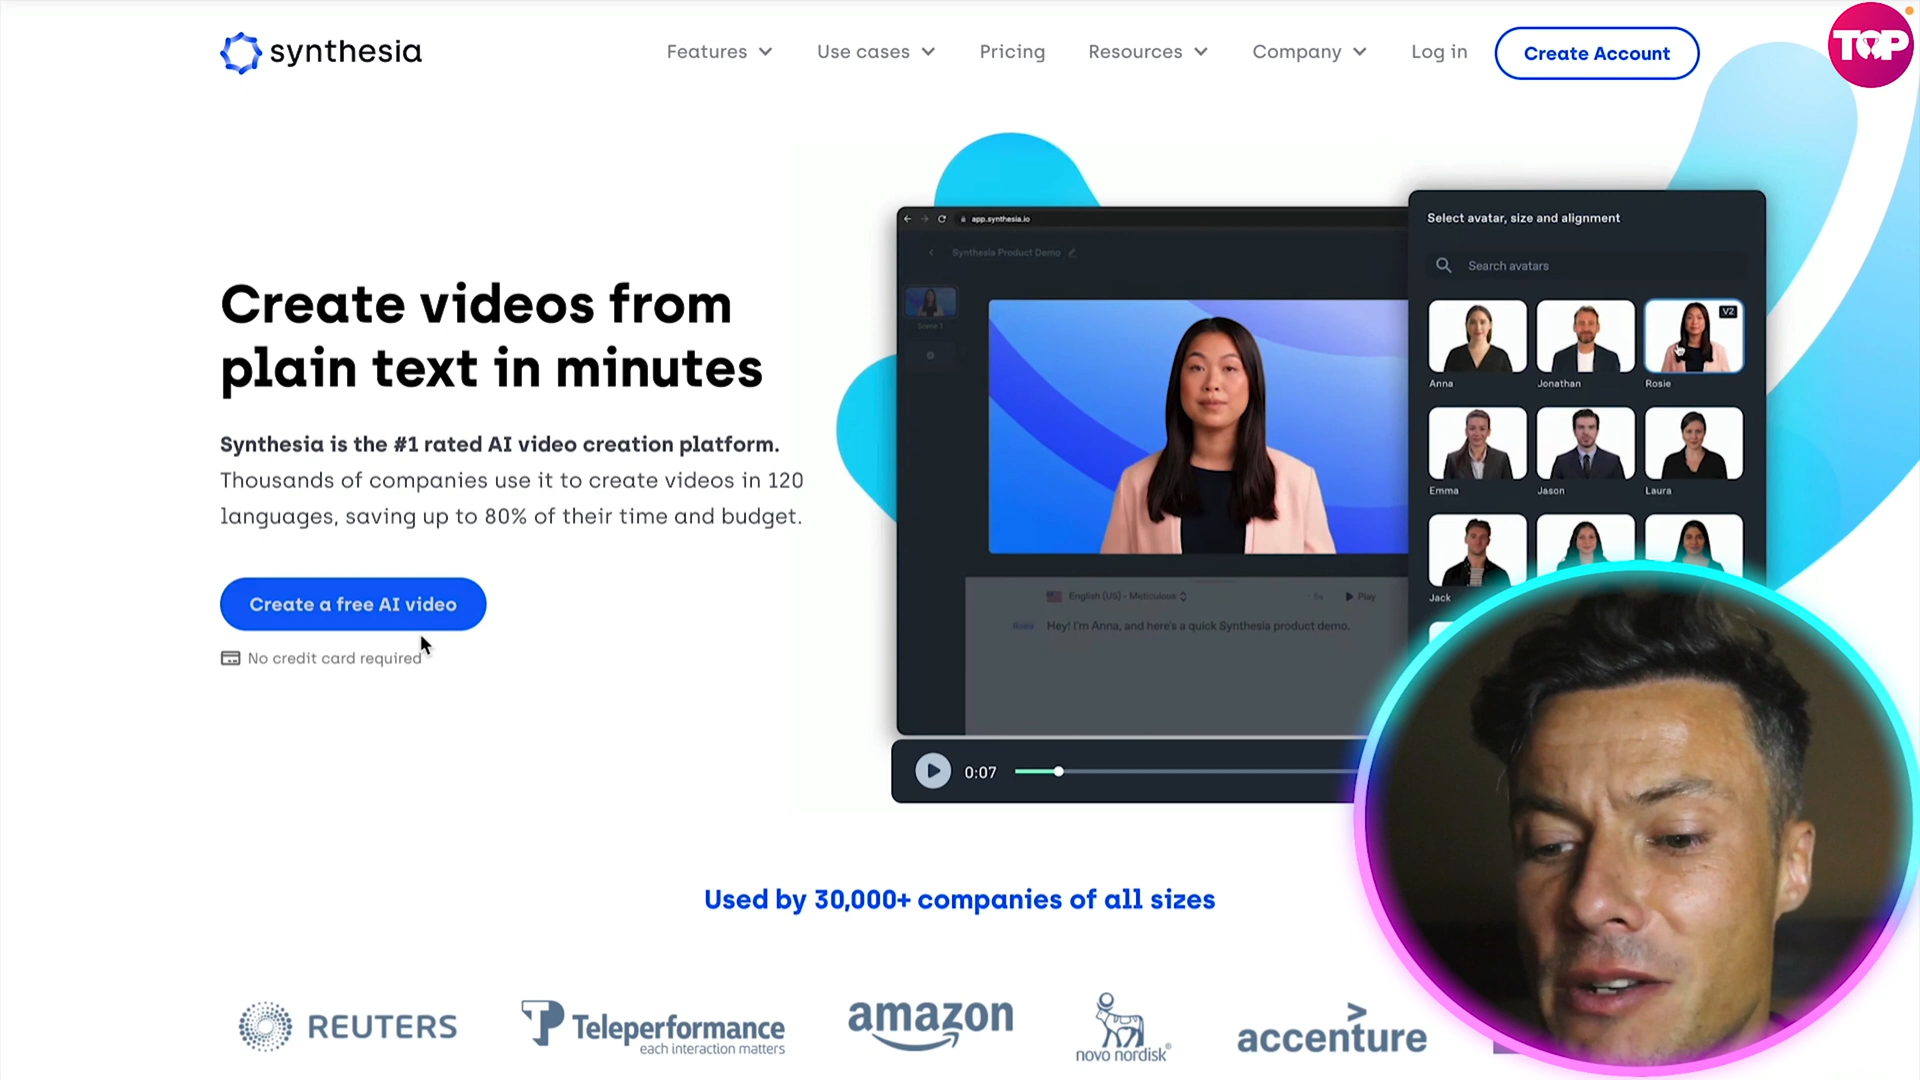 synthesia
Features
Use cases
Pricing
Resources
Company
Log in
Create Account
TOP
Create videos from
plain text in minutes
Synthesia is the #1 rated AI video creation platform.
Thousands of companies use it to create videos in 120
languages, saving up to 80% of their time and budget.
Create a free AI video
No credit card required
app.synthesia.io
Synthesia Product Demo
Scene 1
English (US) - Meticulous
5s
Play
Rosie
Hey! I'm Anna, and here's a quick Synthesia product demo.
0:07
Select avatar, size and alignment
Search avatars
V2
Anna
Jonathan
Rosie
Emma
Jason
Laura
Jack
Used by 30,000+ companies of all sizes
REUTERS
Teleperformance
each interaction matters
amazon
novo nordisk®
accenture